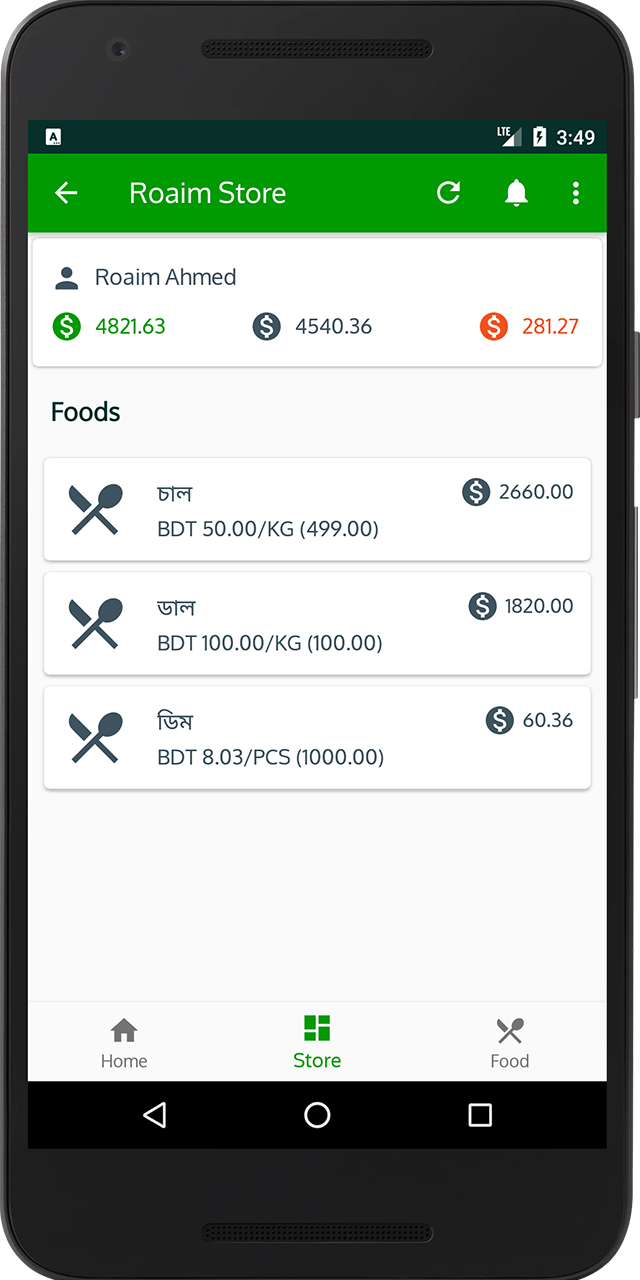 LTE 3:49
Roaim Store
Roaim Ahmed
4821.63 4540.36 281.27
Foods
চাল 2660.00
BDT 50.00/KG (499.00)
ডাল 1820.00
BDT 100.00/KG (100.00)
ডিম 60.36
BDT 8.03/PCS (1000.00)
Home Store Food